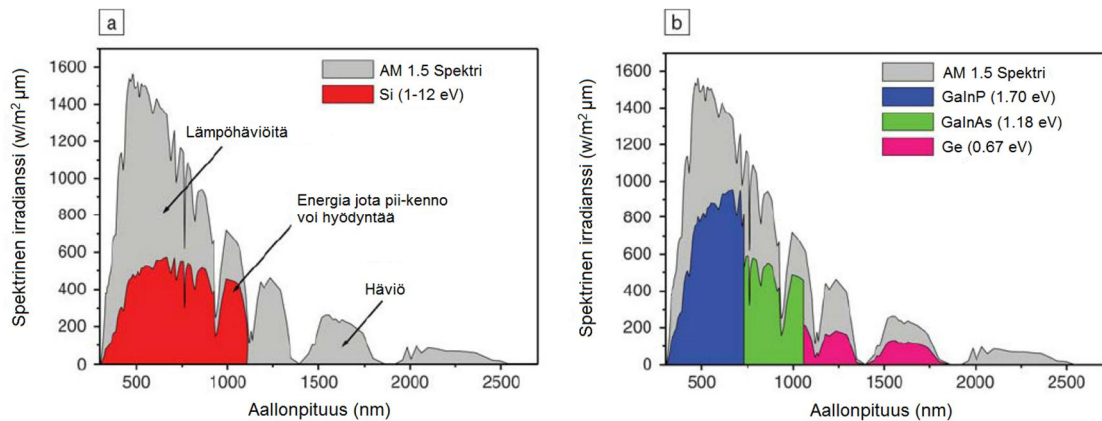 a
1600
1400
1200
1000
800
600
400
200
0
500
1000
1500
2000
2500
Spektrinen irradianssi (w/m² µm)
Aallonpituus (nm)
AM 1.5 Spektri
Si (1-12 eV)
Lämpöhäviöitä
Energia jota pii-kenno
voi hyödyntää
Häviö
b
1600
1400
1200
1000
800
600
400
200
0
500
1000
1500
2000
2500
Spektrinen irradianssi (w/m² µm)
Aallonpituus (nm)
AM 1.5 Spektri
GaInP (1.70 eV)
GaInAs (1.18 eV)
Ge (0.67 eV)